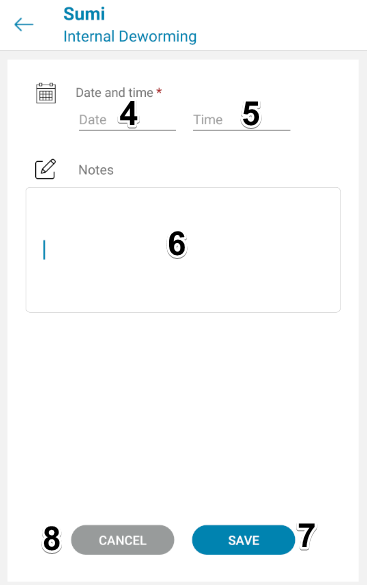 Sumi
Internal Deworming
Date and time *
Date 4 Time 5
Notes
6
8 CANCEL SAVE 7